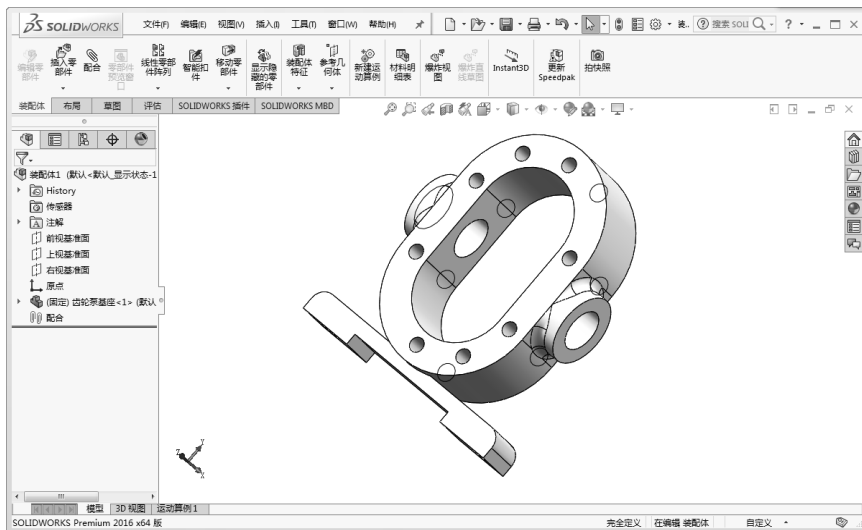 SOLIDWORKS 文件(F) 编辑(E) 视图(V) 插入(I) 工具(T) 窗口(W) 帮助(H) 装.. 搜索 SOLI
编辑零部件 插入零部件 配合 零部件预览窗口 线性零部件阵列 智能扣件 移动零部件 显示隐藏的零部件 装配体特征 参考几何体 新建运动算例 材料明细表 爆炸视图 爆炸直线草图 Instant3D 更新 Speedpak 拍快照
装配体 布局 草图 评估 SOLIDWORKS 插件 SOLIDWORKS MBD
装配体1 (默认<默认_显示状态-1
History
传感器
注解
前视基准面
上视基准面
右视基准面
原点
(固定) 齿轮泵基座<1> (默认
配合
Y
Z
X
模型 3D 视图 运动算例1
SOLIDWORKS Premium 2016 x64 版 完全定义 在编辑 装配体 自定义